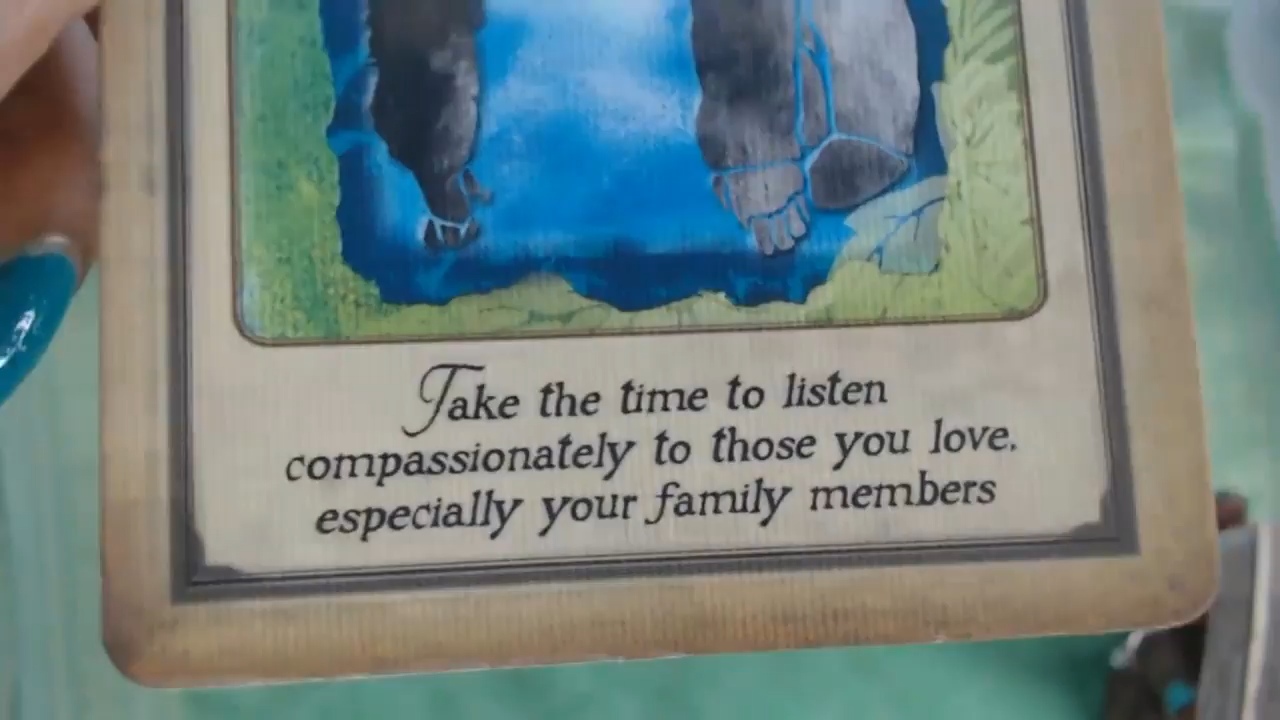 Take the time to listen
compassionately to those you love,
especially your family members